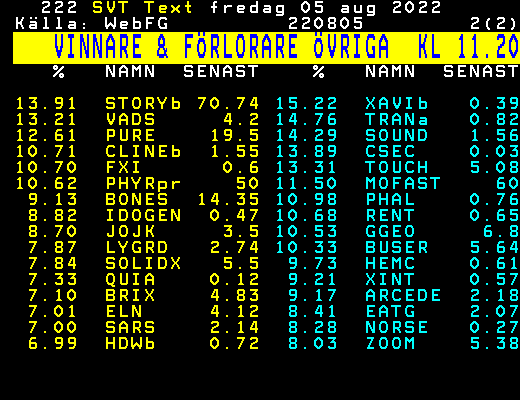 222 SVT Text fredag 05 aug 2022
Källa: WebFG 220805 2(2)
VINNARE & FÖRLORARE ÖVRIGA KL 11.20
% NAMN SENAST % NAMN SENAST
13.91 STORYb 70.74 15.22 XAVIb 0.39
13.21 VADS 4.2 14.76 TRANa 0.82
12.61 PURE 19.5 14.29 SOUND 1.56
10.71 CLINEb 1.55 13.89 CSEC 0.03
10.70 FXI 0.6 13.31 TOUCH 5.08
10.62 PHYRpr 50 11.50 MOFAST 60
9.13 BONES 14.35 10.98 PHAL 0.76
8.82 IDOGEN 0.47 10.68 RENT 0.65
8.70 JOJK 3.5 10.53 GGEO 6.8
7.87 LYGRD 2.74 10.33 BUSER 5.64
7.84 SOLIDX 5.5 9.73 HEMC 0.61
7.33 QUIA 0.12 9.21 XINT 0.57
7.10 BRIX 4.83 9.17 ARCEDE 2.18
7.01 ELN 4.12 8.41 EATG 2.07
7.00 SARS 2.14 8.28 NORSE 0.27
6.99 HDWb 0.72 8.03 ZOOM 5.38